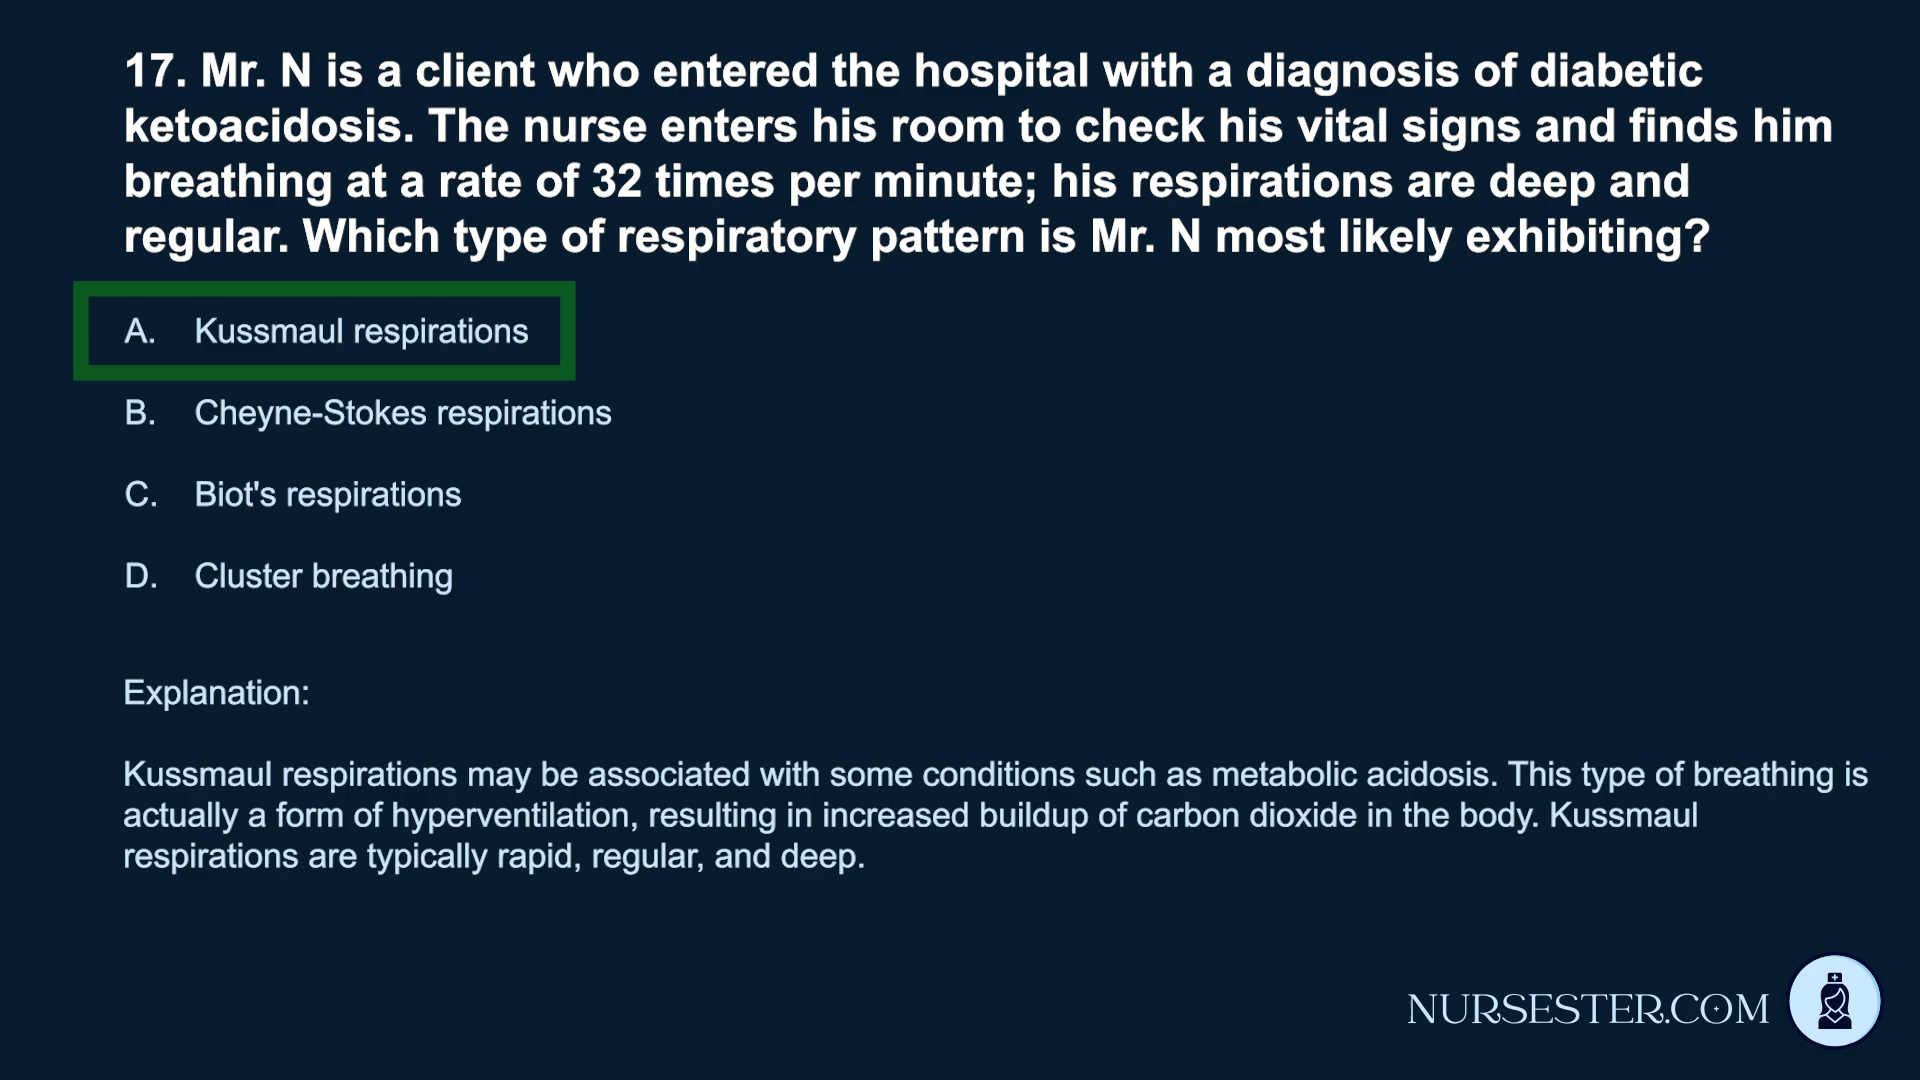 17. Mr. N is a client who entered the hospital with a diagnosis of diabetic
ketoacidosis. The nurse enters his room to check his vital signs and finds him
breathing at a rate of 32 times per minute; his respirations are deep and
regular. Which type of respiratory pattern is Mr. N most likely exhibiting?
A. Kussmaul respirations
B. Cheyne-Stokes respirations
C. Biot's respirations
D. Cluster breathing
Explanation:
Kussmaul respirations may be associated with some conditions such as metabolic acidosis. This type of breathing is
actually a form of hyperventilation, resulting in increased buildup of carbon dioxide in the body. Kussmaul
respirations are typically rapid, regular, and deep.
NURSESTER.COM